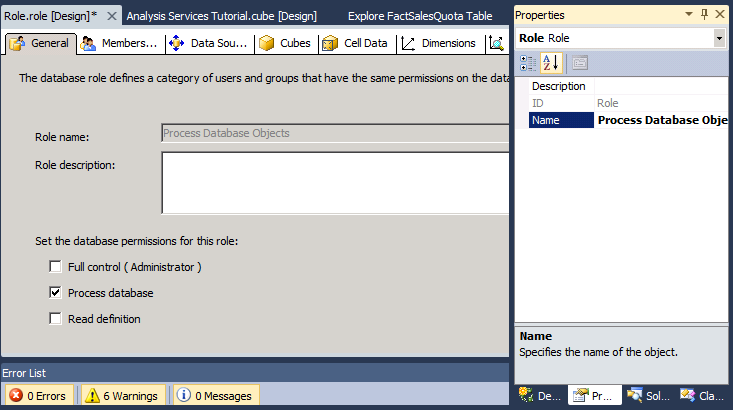 Role.role [Design]* Analysis Services Tutorial.cube [Design] Explore FactSalesQuota Table
General Members... Data Sou... Cubes Cell Data Dimensions
The database role defines a category of users and groups that have the same permissions on the data
Role name: Process Database Objects
Role description:
Set the database permissions for this role:
Full control ( Administrator )
Process database
Read definition
Error List
0 Errors 6 Warnings 0 Messages
Properties
Role Role
Description
ID Role
Name Process Database Obje
Name
Specifies the name of the object.
De... Pr... Sol... Cla...